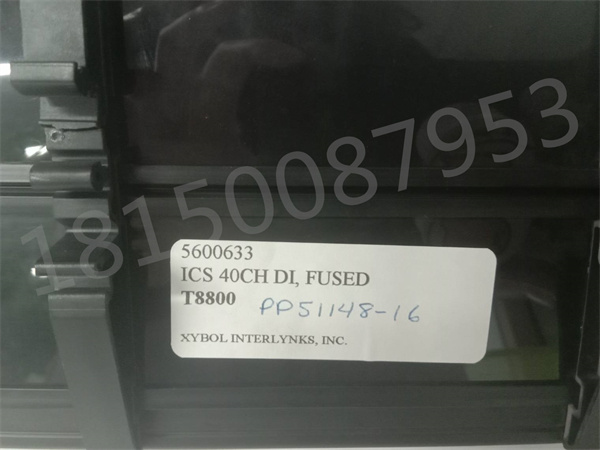 18150087953
5600633
ICS 40CH DI, FUSED
T8800 PP51148-16
XYBOL INTERLYNKS, INC.